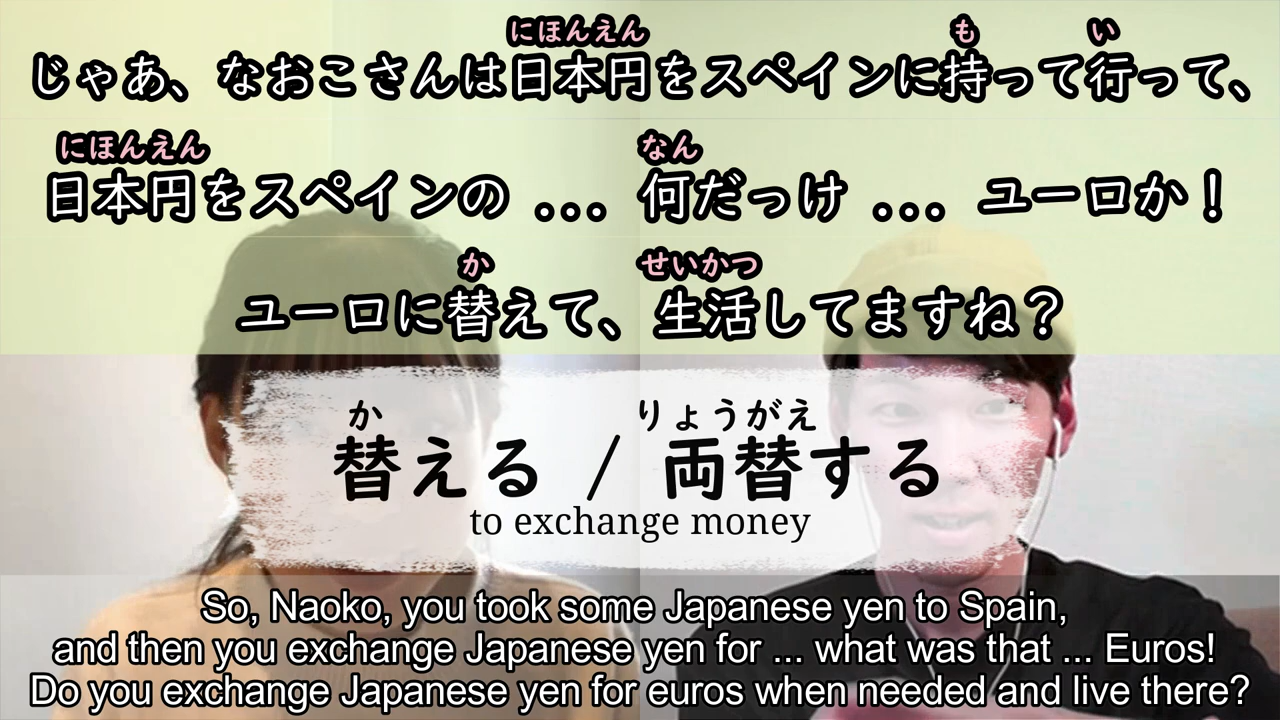 にほんえん も い
じゃあ、なおこさんは日本円をスペインに持って行って、
にほんえん なん
日本円をスペインの ... 何だっけ ... ユーロか！
か せいかつ
ユーロに替えて、生活してますね？
か りょうがえ
替える / 両替する
to exchange money
So, Naoko, you took some Japanese yen to Spain,
and then you exchange Japanese yen for ... what was that ... Euros!
Do you exchange Japanese yen for euros when needed and live there?